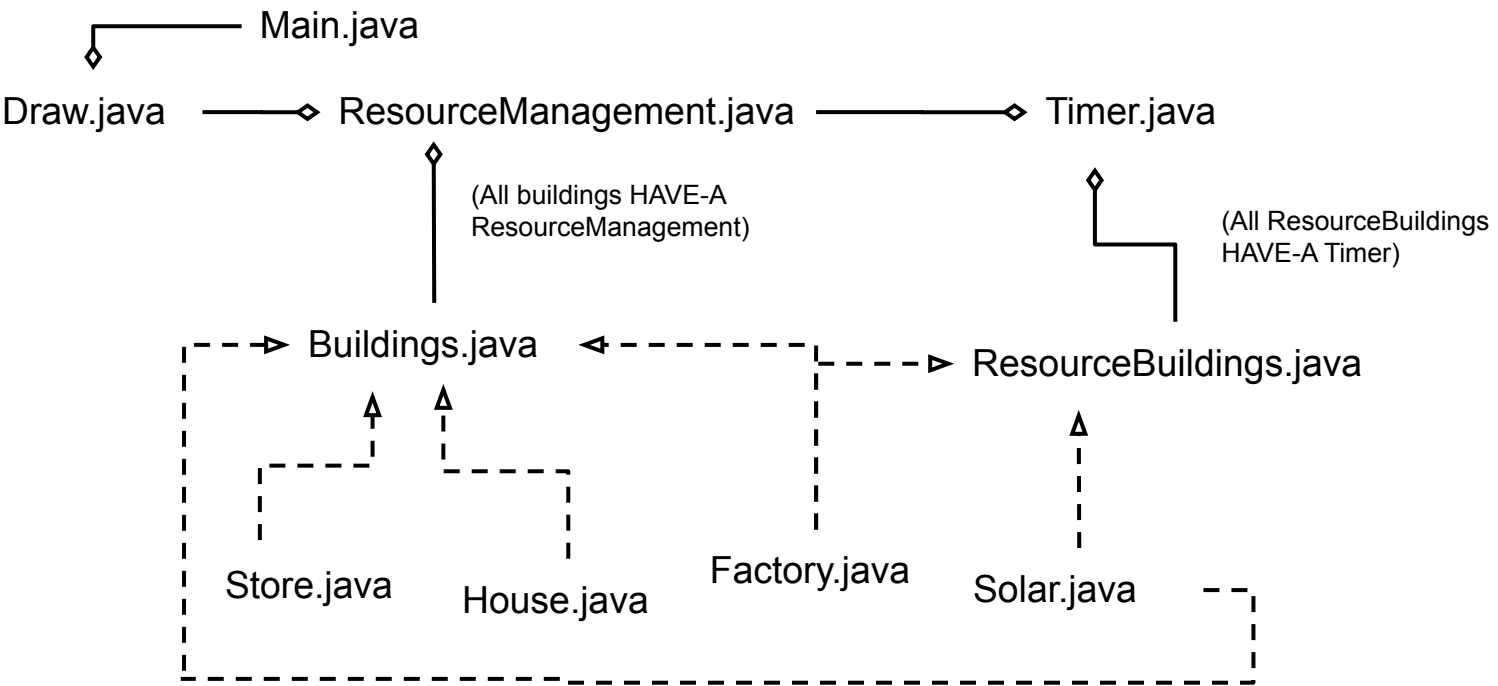 Main.java
Draw.java
ResourceManagement.java
Timer.java
(All buildings HAVE-A
ResourceManagement)
(All ResourceBuildings
HAVE-A Timer)
Buildings.java
ResourceBuildings.java
Store.java
House.java
Factory.java
Solar.java